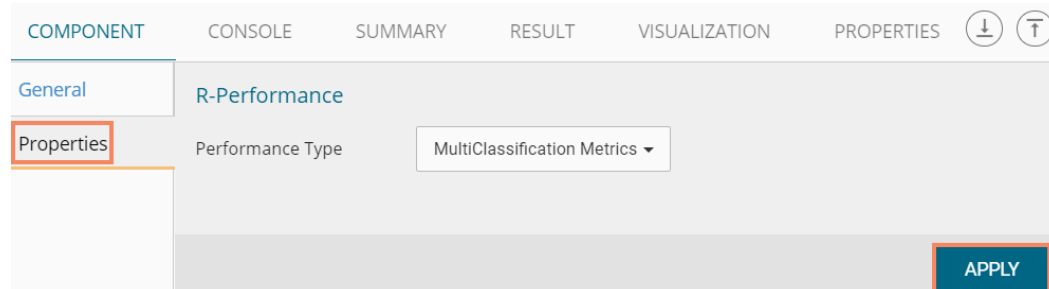 COMPONENT CONSOLE SUMMARY RESULT VISUALIZATION PROPERTIES
General
R-Performance
Properties
Performance Type MultiClassification Metrics
APPLY